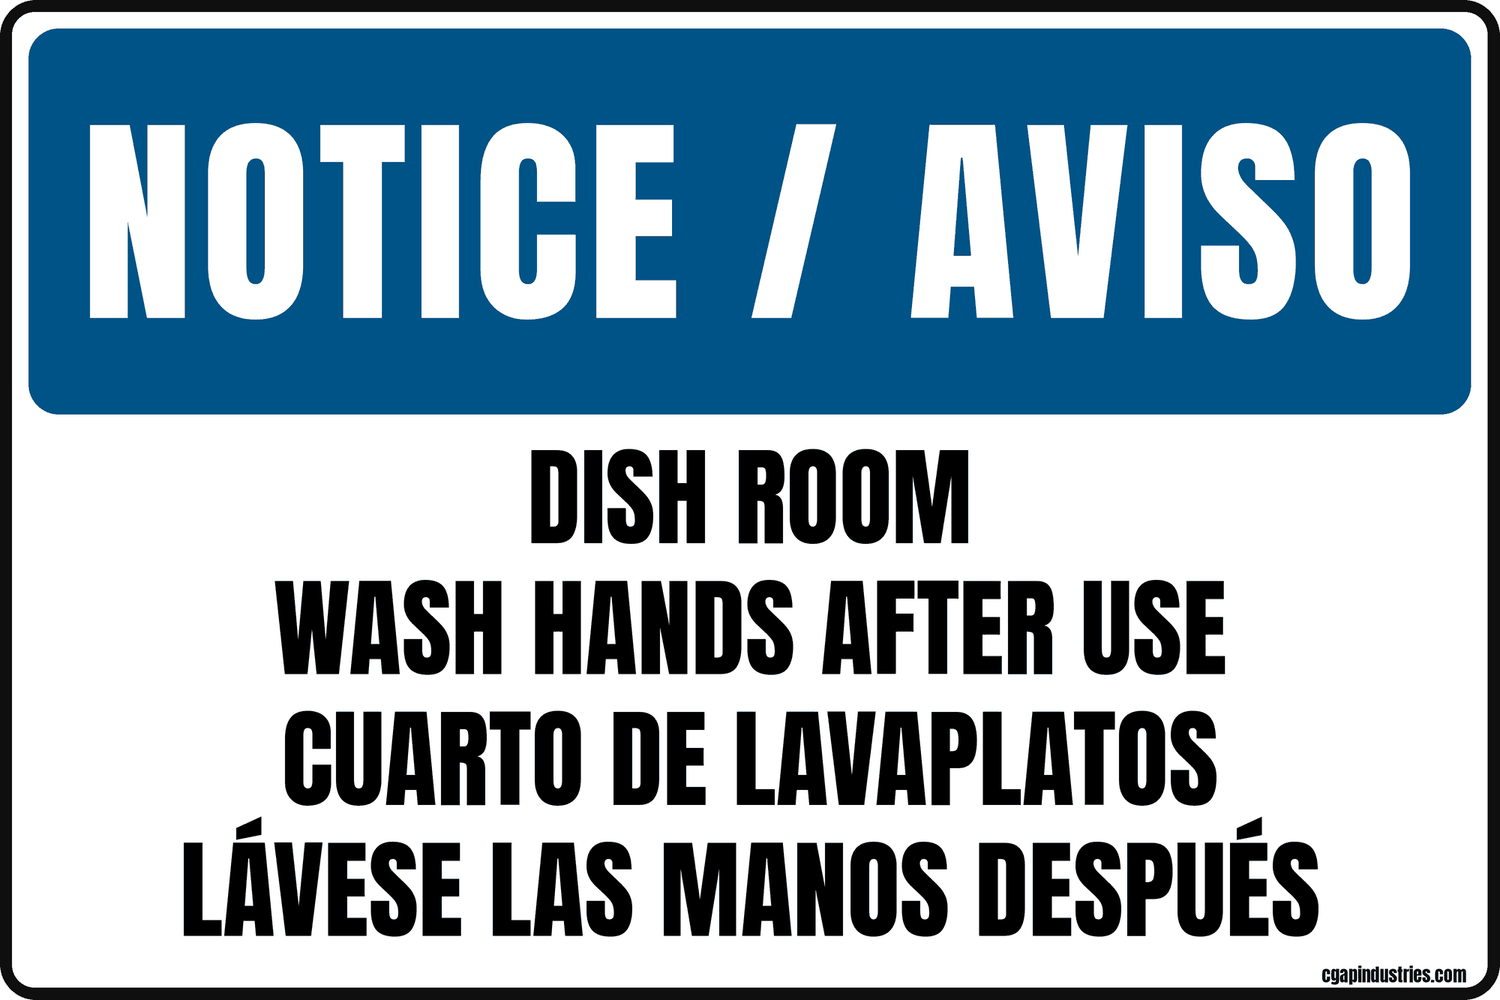 NOTICE / AVISO
DISH ROOM
WASH HANDS AFTER USE
CUARTO DE LAVAPLATOS
LÁVESE LAS MANOS DESPUÉS
cgapindustries.com